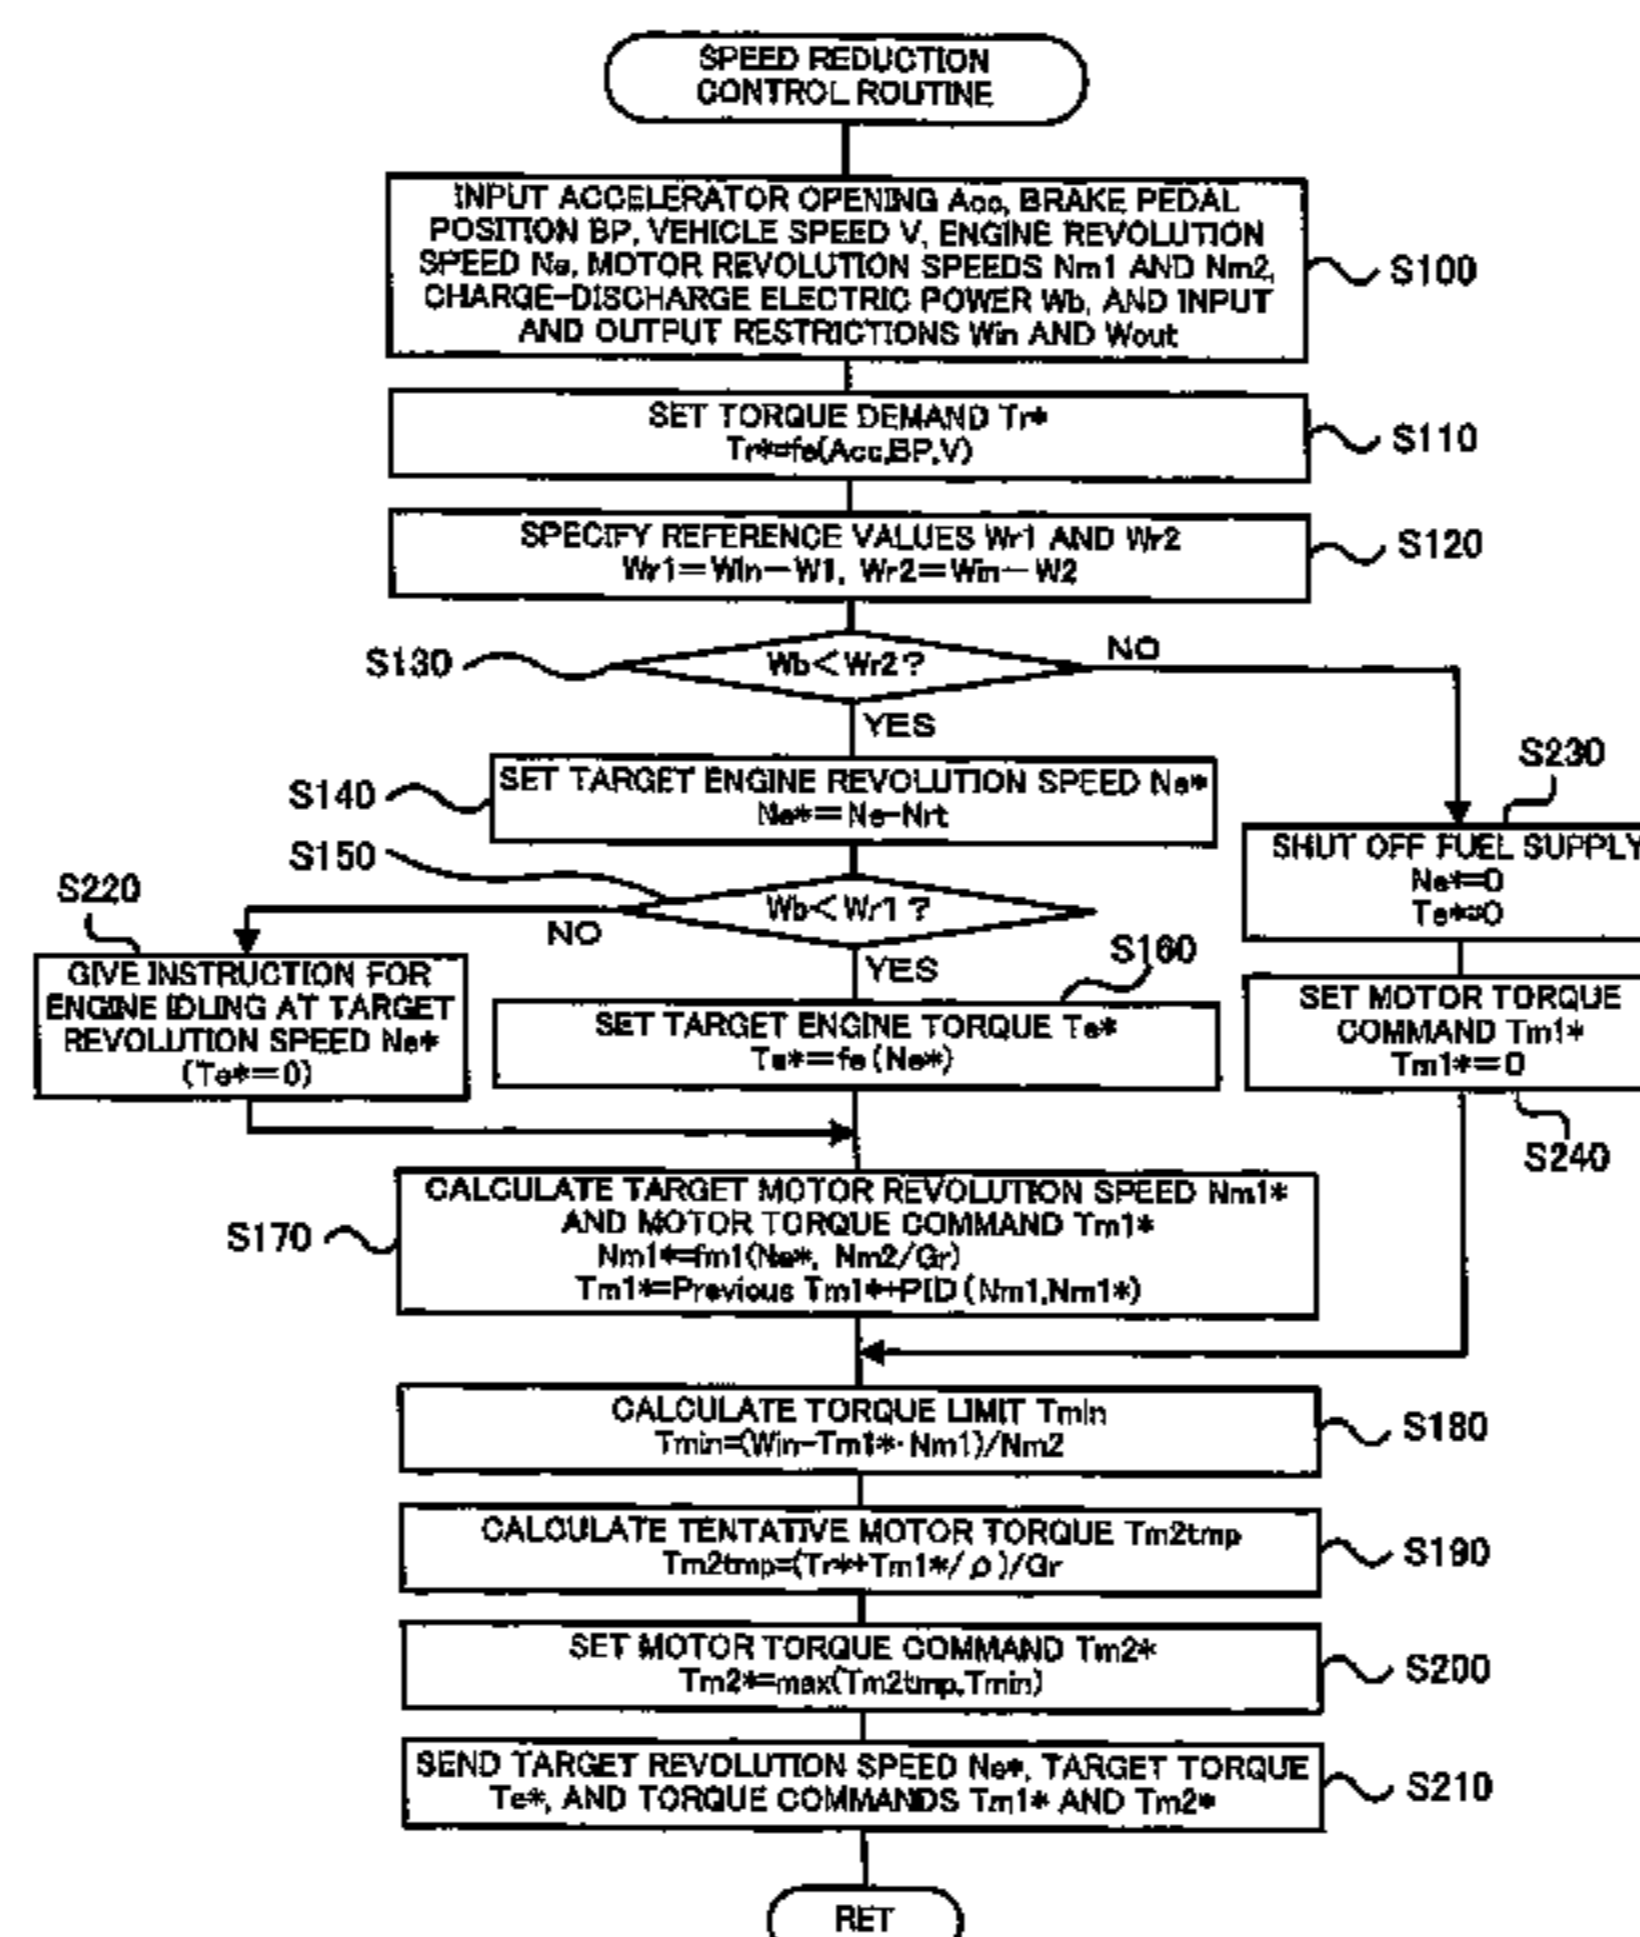 SPEED REDUCTION
CONTROL ROUTINE
INPUT ACCELERATOR OPENING Acc, BRAKE PEDAL
POSITION BP, VEHICLE SPEED V, ENGINE REVOLUTION
SPEED Ne, MOTOR REVOLUTION SPEEDS Nm1 AND Nm2,
CHARGE-DISCHARGE ELECTRIC POWER Wb, AND INPUT
AND OUTPUT RESTRICTIONS Win AND Wout
S100
SET TORQUE DEMAND Tr*
Tr*=fe(Acc,BP,V)
S110
SPECIFY REFERENCE VALUES Wr1 AND Wr2
Wr1=Win-W1, Wr2=Win-W2
S120
S130
Wb<Wr2?
NO
YES
S140
SET TARGET ENGINE REVOLUTION SPEED Ne*
Ne*=Ne-Nrt
S230
SHUT OFF FUEL SUPPLY
Ne*=0
Te*=0
S150
Wb<Wr1?
NO
YES
S220
GIVE INSTRUCTION FOR
ENGINE IDLING AT TARGET
REVOLUTION SPEED Ne*
(Te*=0)
S160
SET TARGET ENGINE TORQUE Te*
Te*=fe(Ne*)
SET MOTOR TORQUE
COMMAND Tm1*
Tm1*=0
S240
S170
CALCULATE TARGET MOTOR REVOLUTION SPEED Nm1*
AND MOTOR TORQUE COMMAND Tm1*
Nm1*=fm1(Ne*, Nm2/Gr)
Tm1*=Previous Tm1*+PID(Nm1,Nm1*)
CALCULATE TORQUE LIMIT Tmin
Tmin=(Win-Tm1*·Nm1)/Nm2
S180
CALCULATE TENTATIVE MOTOR TORQUE Tm2tmp
Tm2tmp=(Tr*+Tm1*/ρ)/Gr
S190
SET MOTOR TORQUE COMMAND Tm2*
Tm2*=max(Tm2tmp,Tmin)
S200
SEND TARGET REVOLUTION SPEED Ne*, TARGET TORQUE
Te*, AND TORQUE COMMANDS Tm1* AND Tm2*
S210
RET